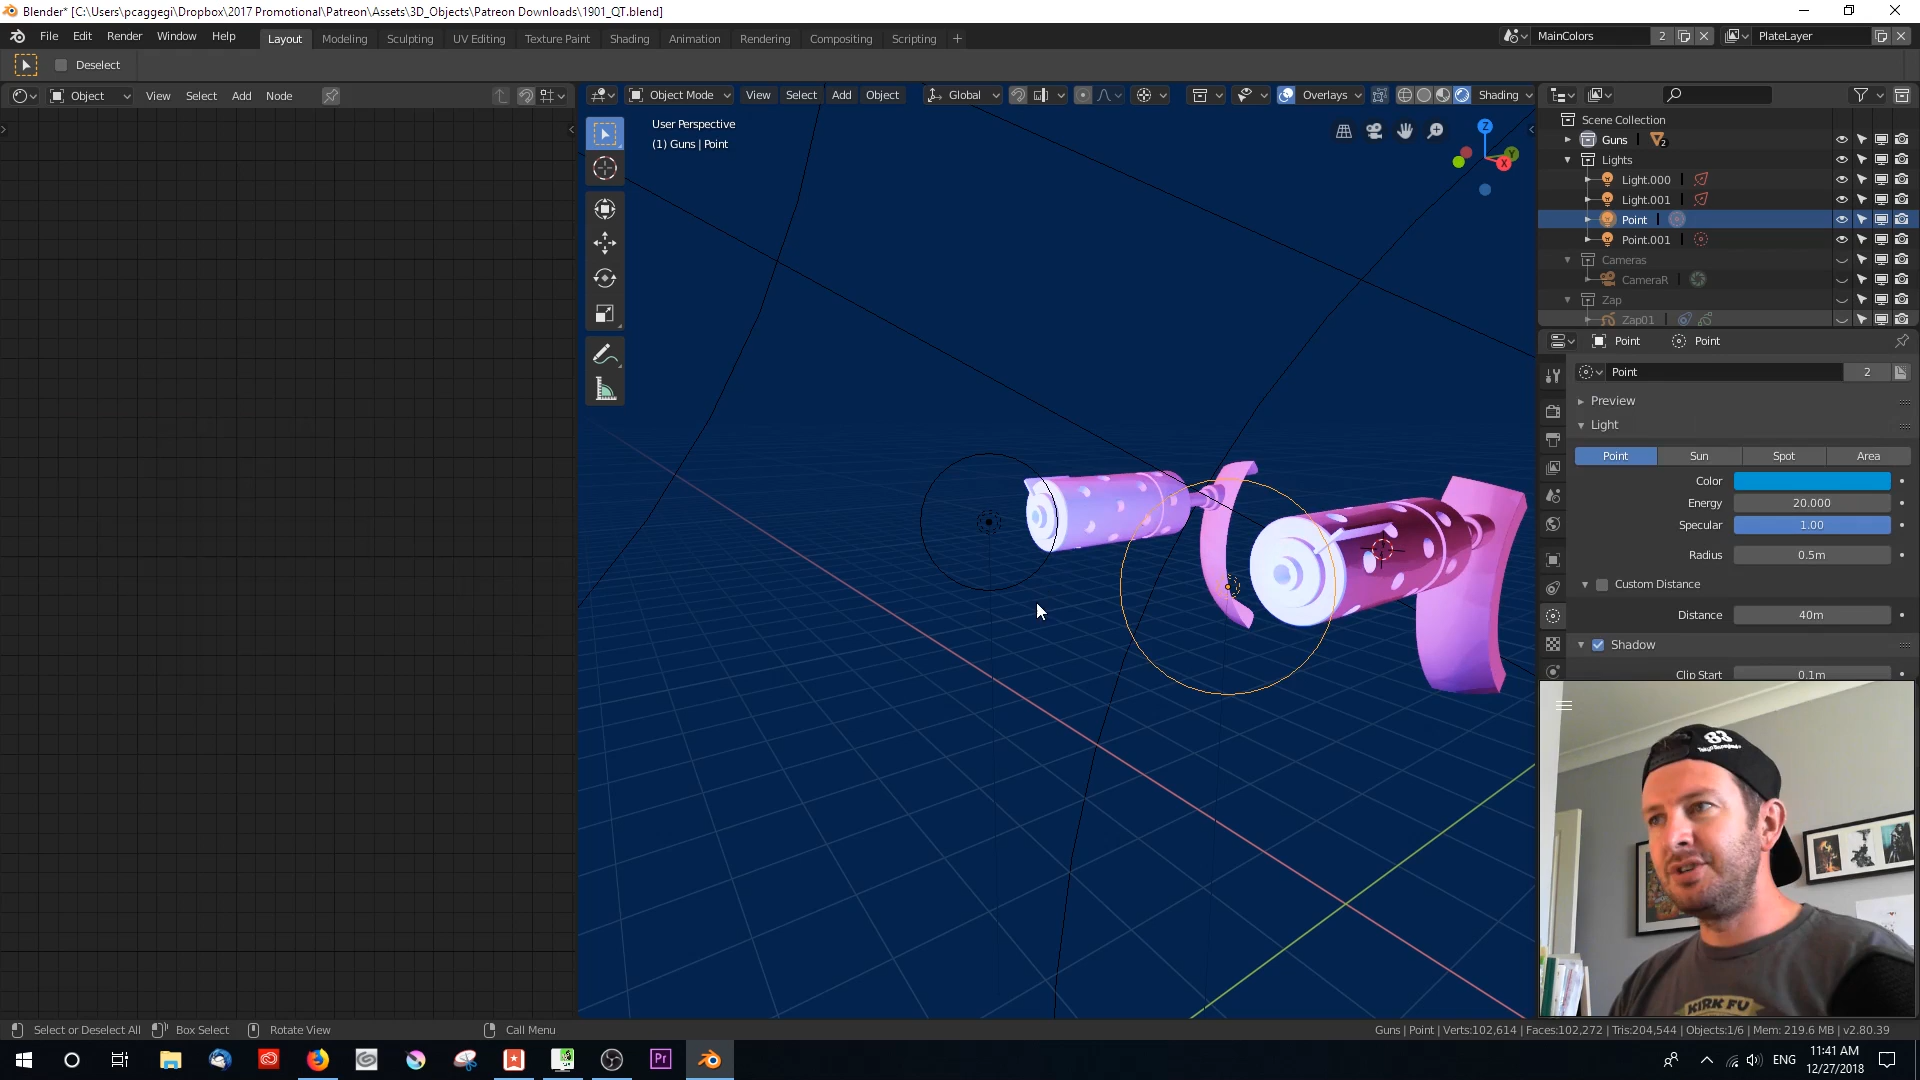 Blender* [C:\Users\pcaggegi\Dropbox\2017 Promotional\Patreon\Assets\3D_Objects\Patreon Downloads\1901_QT.blend]
File Edit Render Window Help Layout Modeling Sculpting UV Editing Texture Paint Shading Animation Rendering Compositing Scripting + MainColors 2 PlateLayer
Deselect
Object View Select Add Node Object Mode View Select Add Object Global Overlays Shading
User Perspective
(1) Guns | Point
Z
Y
X
Scene Collection
Guns 2
Lights
Light.000
Light.001
Point
Point.001
Cameras
CameraR
Zap
Zap01
Point Point
Point 2
Preview
Light
Point Sun Spot Area
Color
Energy 20.000
Specular 1.00
Radius 0.5m
Custom Distance
Distance 40m
Shadow
Clip Start 0.1m
83
KIRK FU
Select or Deselect All Box Select Rotate View Call Menu Guns | Point | Verts:102,614 | Faces:102,272 | Tris:204,544 | Objects:1/6 | Mem: 219.6 MB | v2.80.39
Pr ENG 11:41 AM
12/27/2018